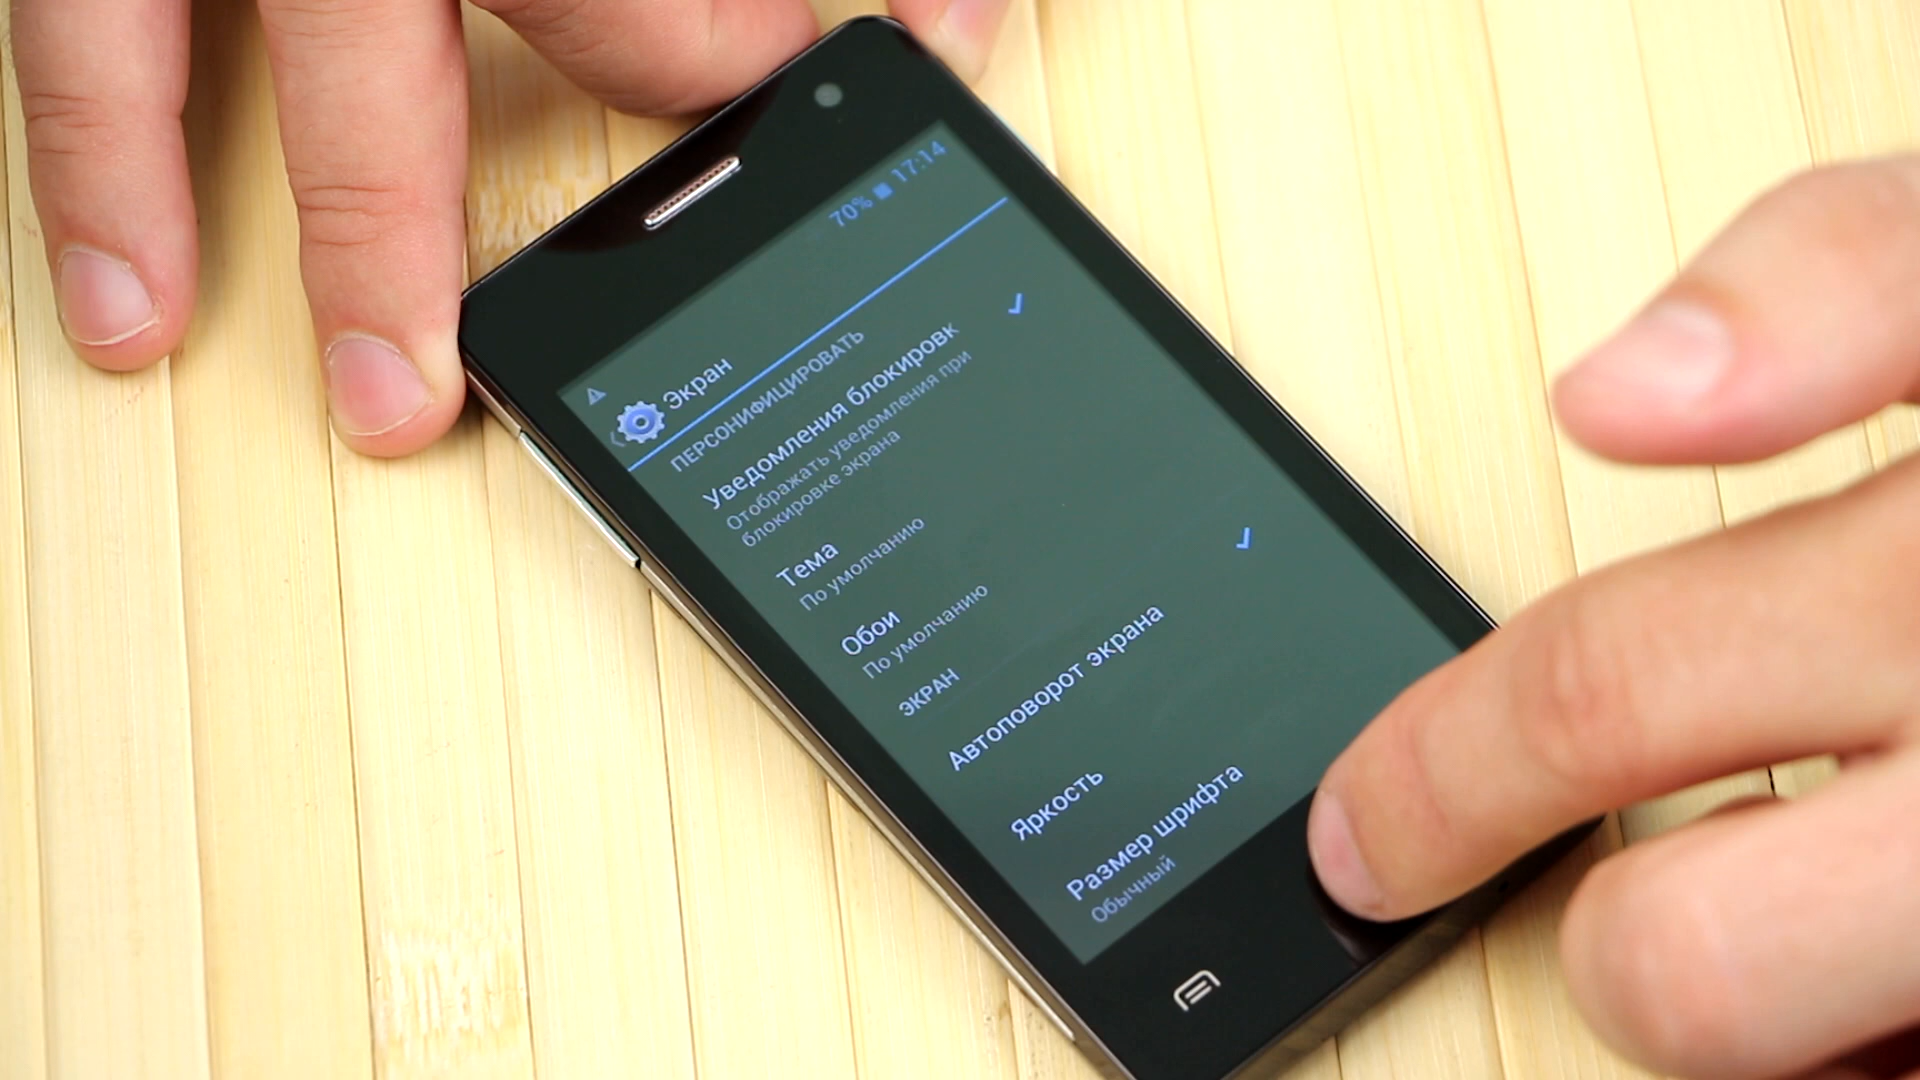 70% 17:14
Экран
ПЕРСОНИФИЦИРОВАТЬ
Уведомления блокировк
Отображать уведомления при
блокировке экрана
Тема
По умолчанию
Обои
По умолчанию
ЭКРАН
Автоповорот экрана
Яркость
Размер шрифта
Обычный